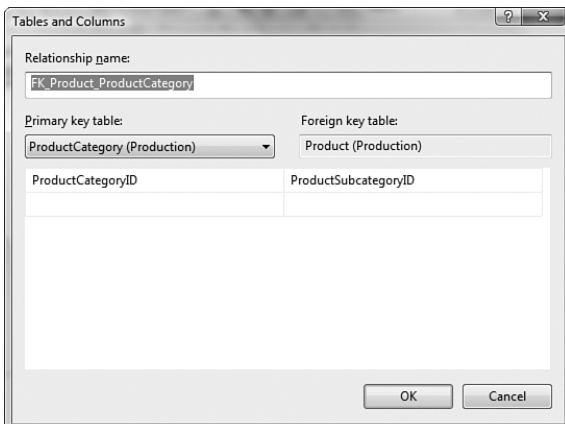 Tables and Columns
Relationship name:
FK_Product_ProductCategory
Primary key table:
Foreign key table:
ProductCategory (Production)
Product (Production)
ProductCategoryID
ProductSubcategoryID
OK
Cancel